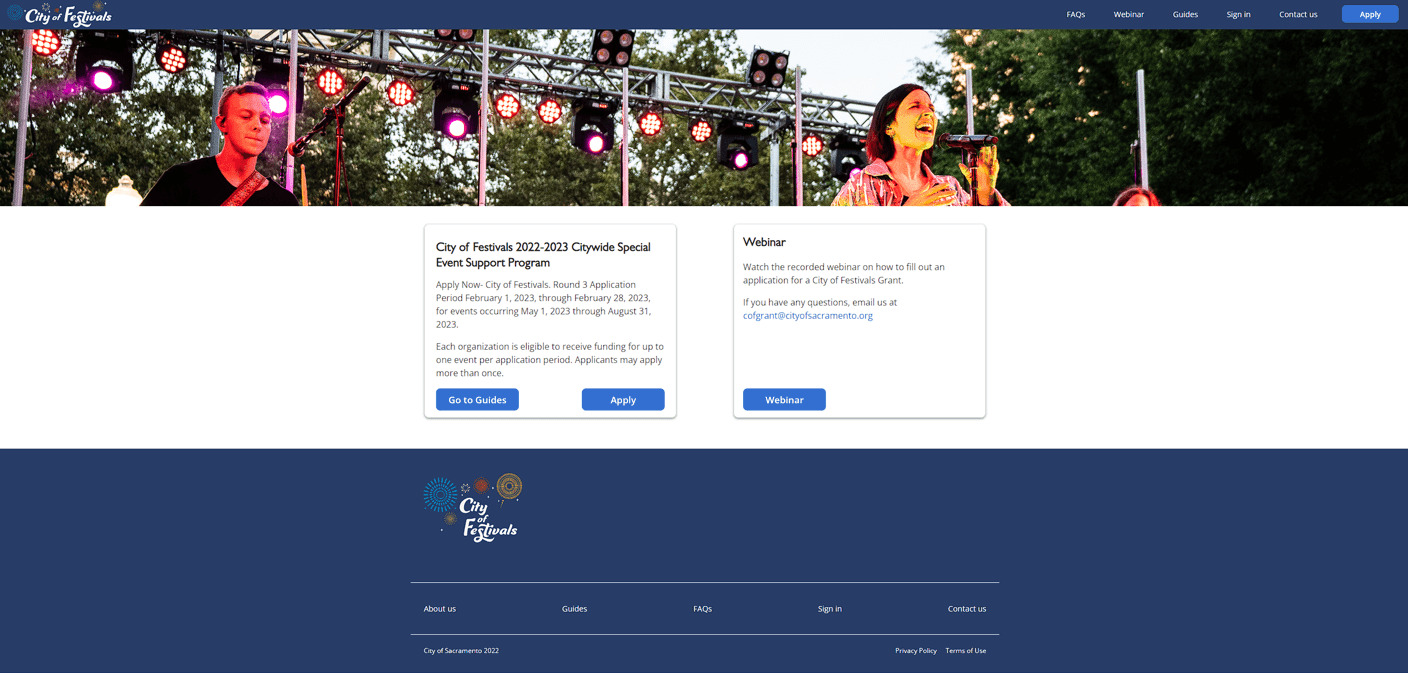 City of Festivals
FAQs
Webinar
Guides
Sign in
Contact us
Apply
City of Festivals 2022-2023 Citywide Special
Event Support Program
Apply Now- City of Festivals. Round 3 Application
Period February 1, 2023, through February 28, 2023,
for events occurring May 1, 2023 through August 31,
2023.
Each organization is eligible to receive funding for up to
one event per application period. Applicants may apply
more than once.
Go to Guides
Apply
Webinar
Watch the recorded webinar on how to fill out an
application for a City of Festivals Grant.
If you have any questions, email us at
cofgrant@cityofsacramento.org
Webinar
City
of
Festivals
About us
Guides
FAQs
Sign in
Contact us
City of Sacramento 2022
Privacy Policy
Terms of Use